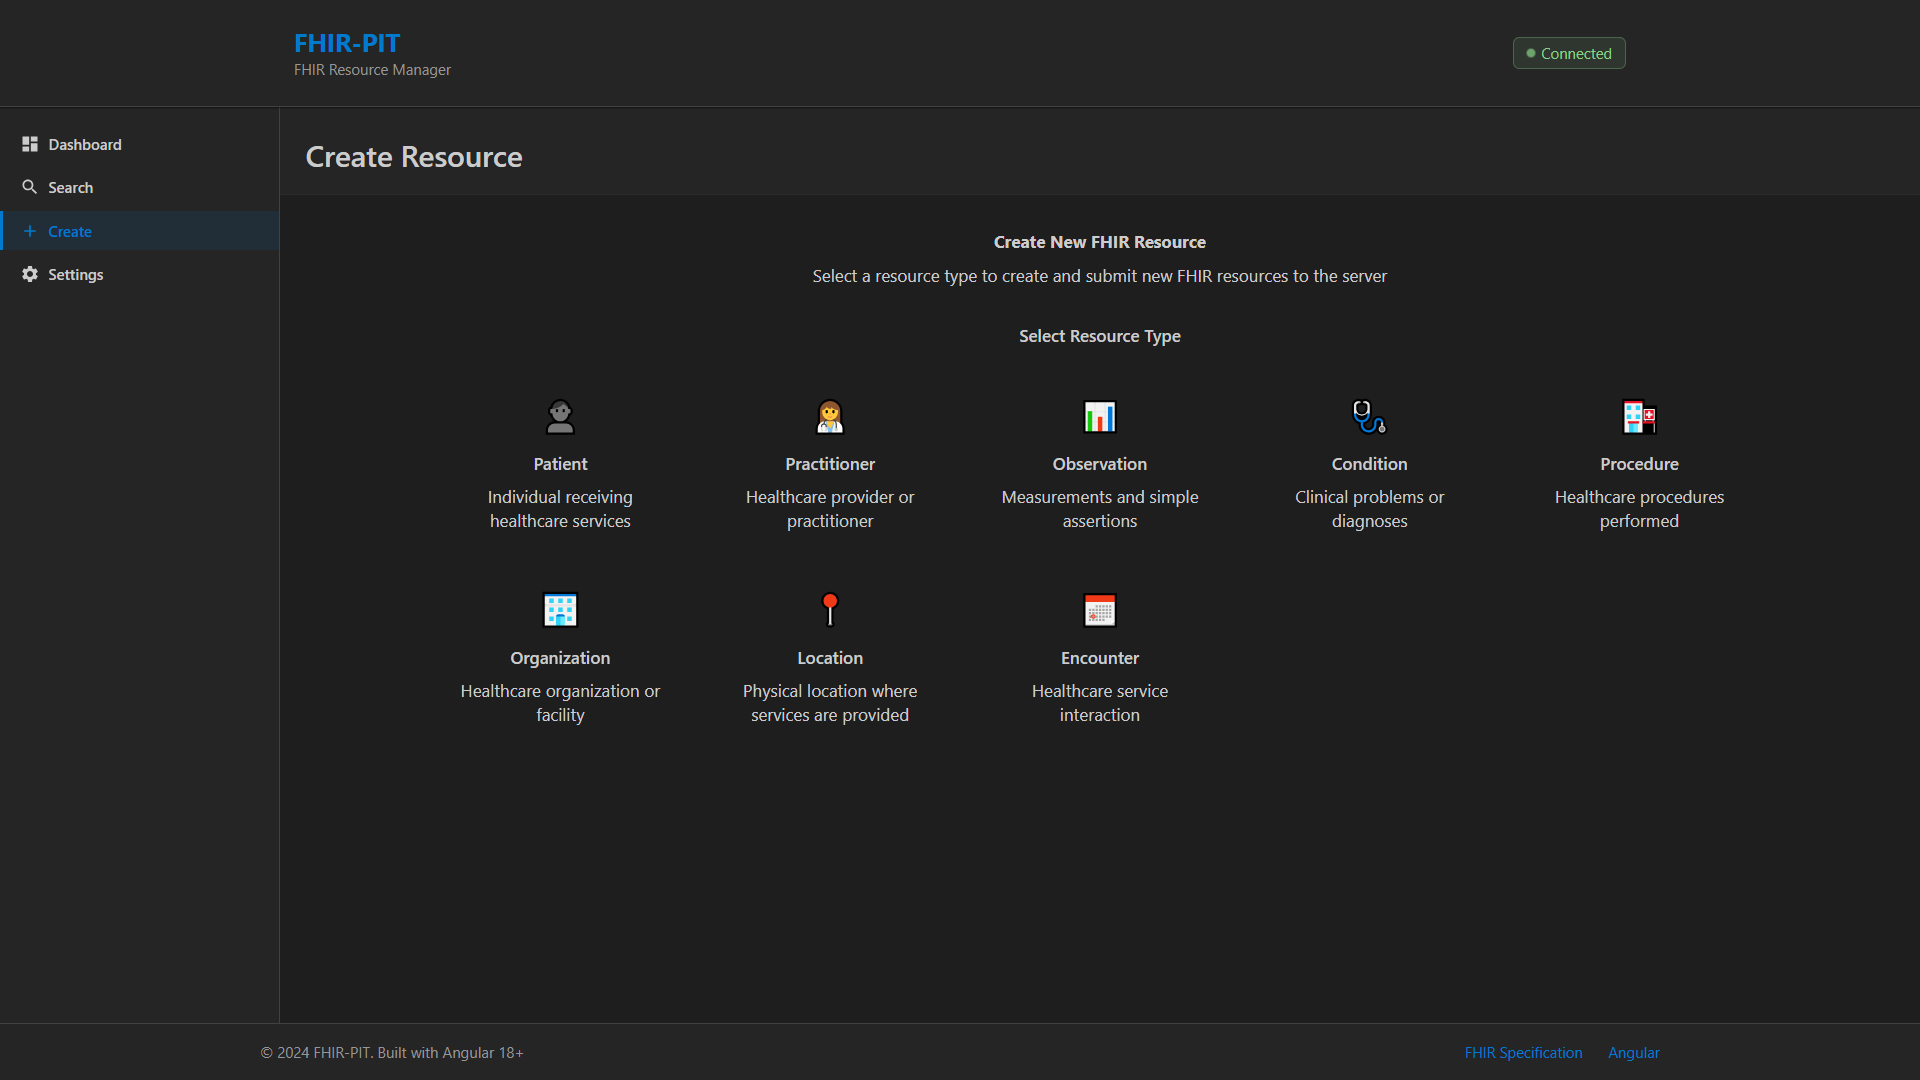 FHIR-PIT
FHIR Resource Manager
Connected
Dashboard
Search
Create
Settings
Create Resource
Create New FHIR Resource
Select a resource type to create and submit new FHIR resources to the server
Select Resource Type
Patient
Individual receiving
healthcare services
Practitioner
Healthcare provider or
practitioner
Observation
Measurements and simple
assertions
Condition
Clinical problems or
diagnoses
Procedure
Healthcare procedures
performed
Organization
Healthcare organization or
facility
Location
Physical location where
services are provided
Encounter
Healthcare service
interaction
© 2024 FHIR-PIT. Built with Angular 18+
FHIR Specification
Angular